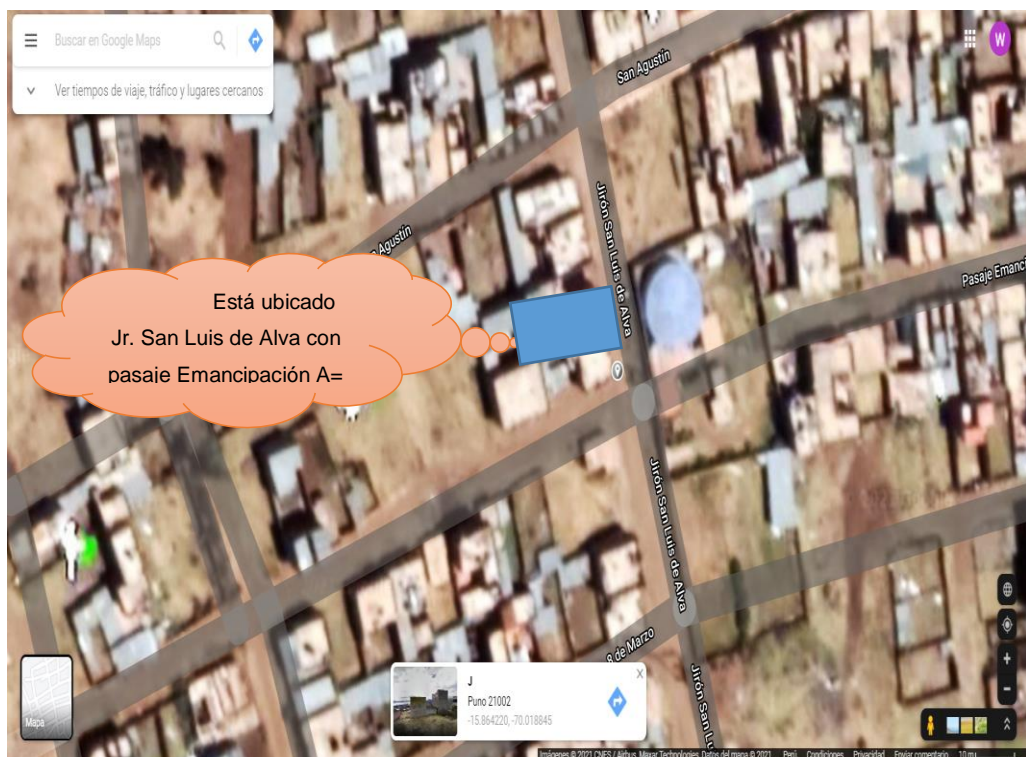 Buscar en Google Maps
W
Ver tiempos de viaje, tráfico y lugares cercanos
San Agustín
Agustín
Jirón San Luis de Alva
Pasaje Emanci
Está ubicado
Jr. San Luis de Alva con
pasaje Emancipación A=
Jirón San Luis de Alva
8 de Marzo
Jirón San Lu
J
Puno 21002
-15.864220, -70.018845
X
Mapa
Imágenes © 2021 CNES / Airbus, Maxar Technologies, Datos del mapa © 2021 Perú Condiciones Privacidad Enviar comentario 10 m